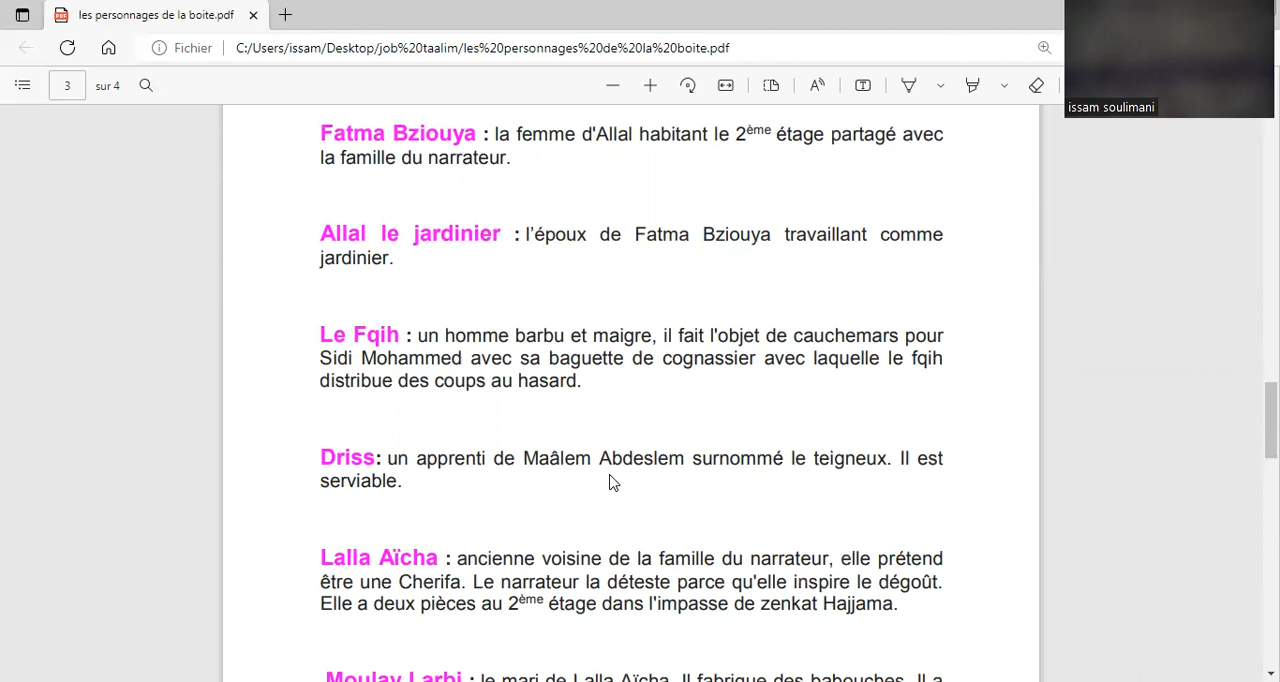 les personnages de la boite.pdf
Fichier C:/Users/issam/Desktop/job%20taalim/les%20personnages%20de%20la%20boite.pdf
3 sur 4
issam soulimani
Fatma Bziouya : la femme d'Allal habitant le 2ème étage partagé avec
la famille du narrateur.
Allal le jardinier : l’époux de Fatma Bziouya travaillant comme
jardinier.
Le Fqih : un homme barbu et maigre, il fait l'objet de cauchemars pour
Sidi Mohammed avec sa baguette de cognassier avec laquelle le fqih
distribue des coups au hasard.
Driss: un apprenti de Maâlem Abdeslem surnommé le teigneux. Il est
serviable.
Lalla Aïcha : ancienne voisine de la famille du narrateur, elle prétend
être une Cherifa. Le narrateur la déteste parce qu'elle inspire le dégoût.
Elle a deux pièces au 2ème étage dans l'impasse de zenkat Hajjama.
Moulay Larbi : le mari de Lalla Aïcha. Il fabrique des babouches. Il a